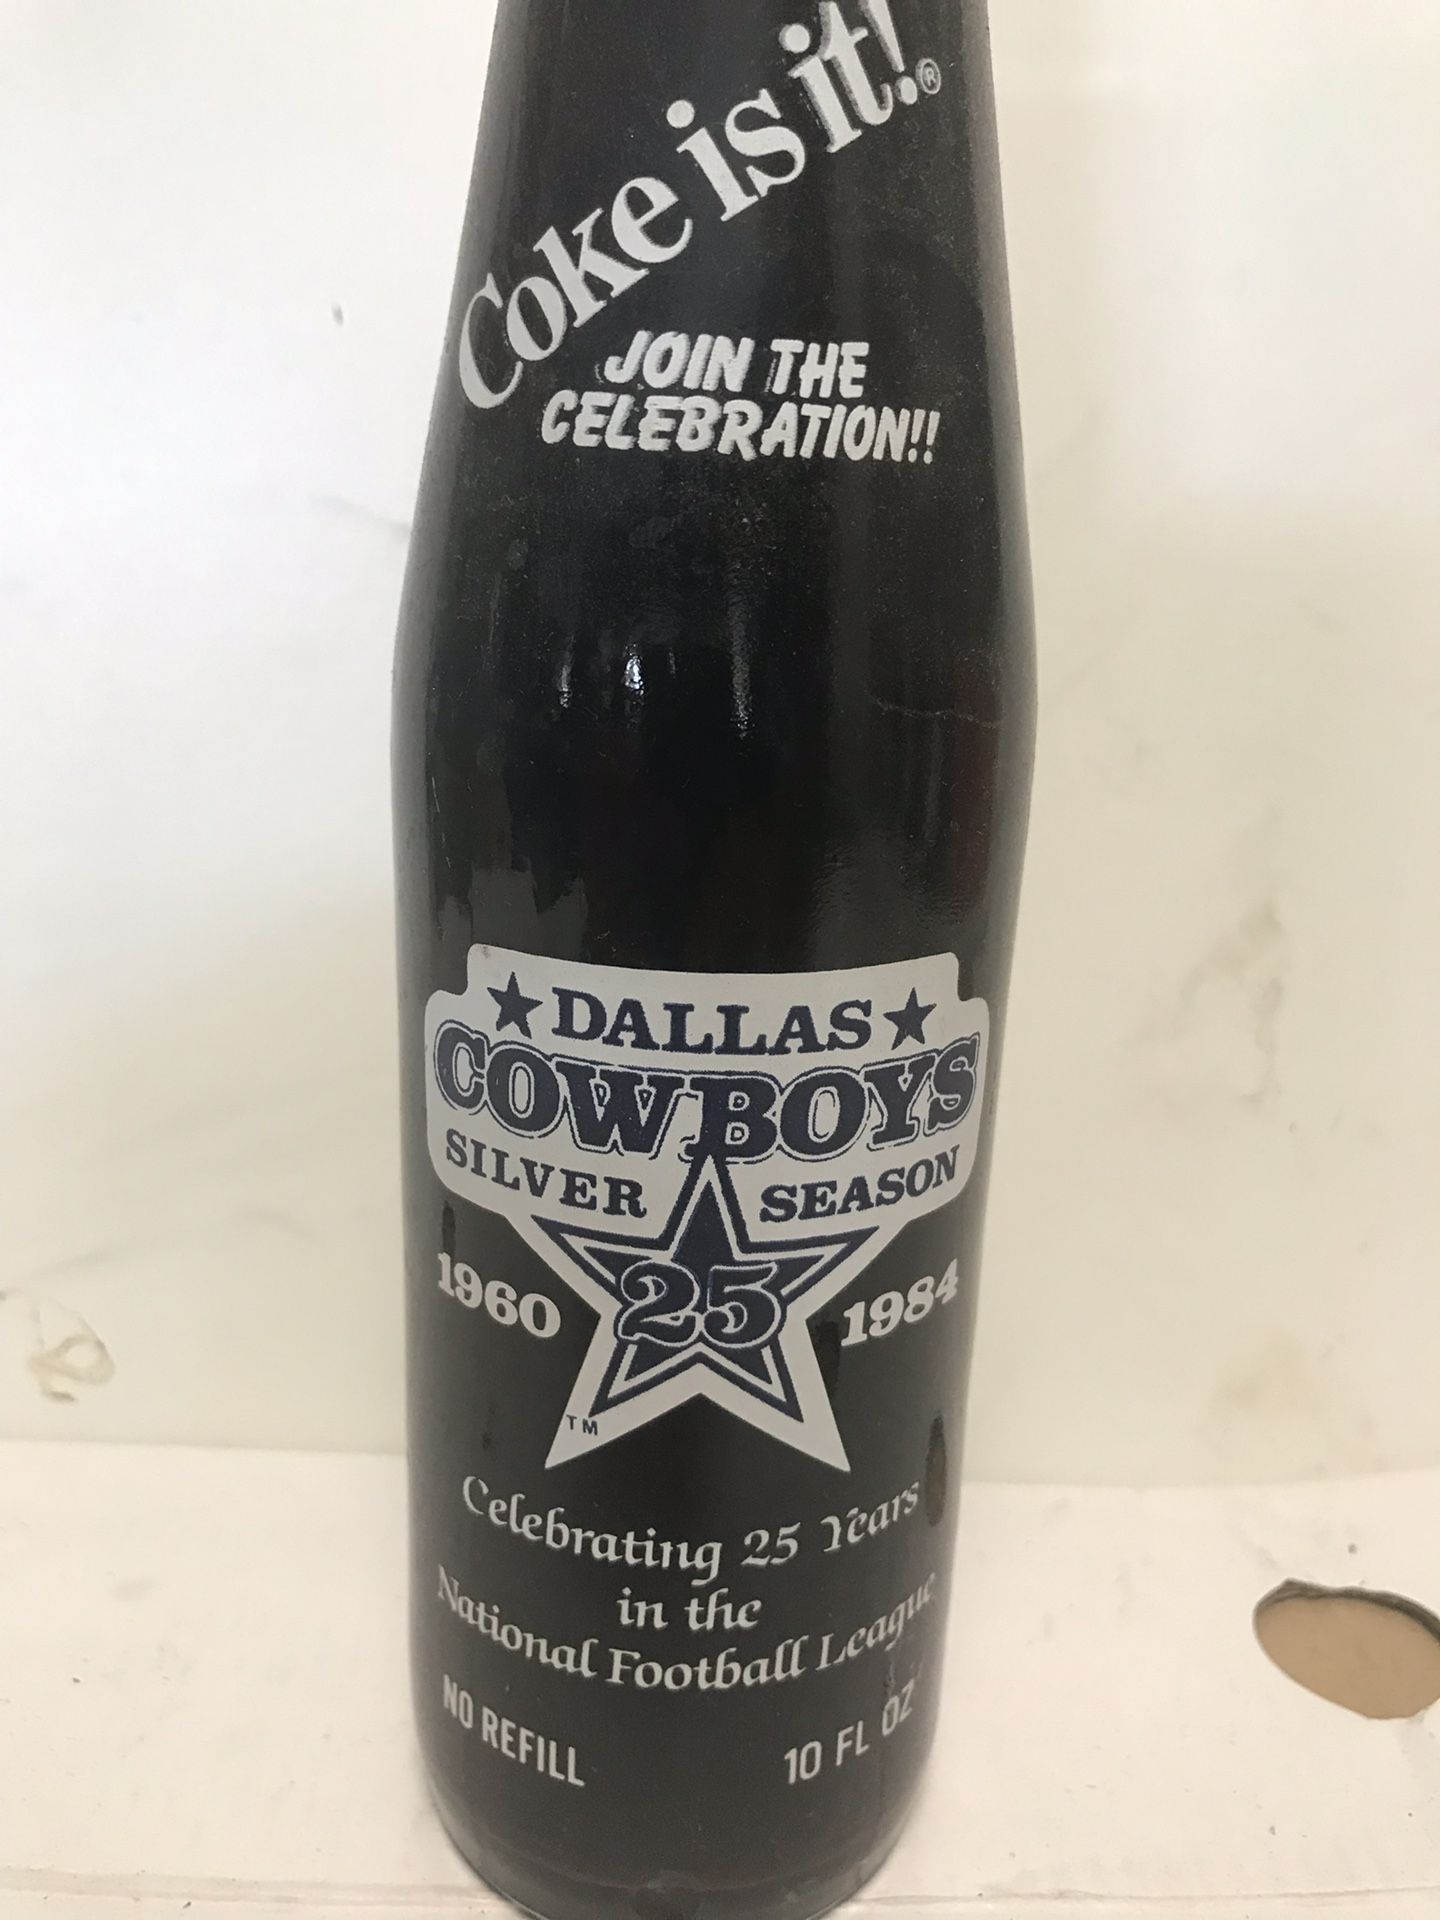 Coke is it!®
JOIN THE
CELEBRATION!!
DALLAS
COWBOYS
SILVER SEASON
1960 25 1984
TM
Celebrating 25 Years
in the
National Football League
NO REFILL 10 FL OZ